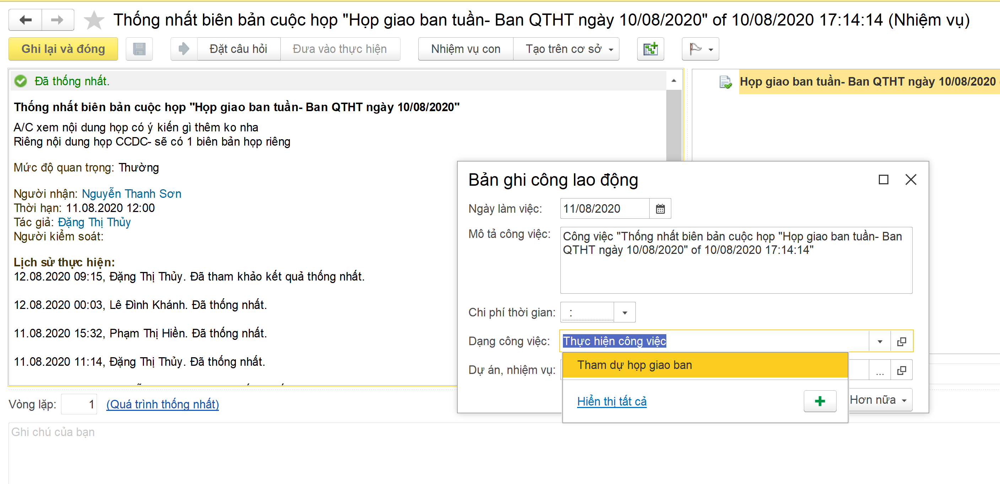 Thống nhất biên bản cuộc họp "Họp giao ban tuần- Ban QTHT ngày 10/08/2020" of 10/08/2020 17:14:14 (Nhiệm vụ)
Ghi lại và đóng
Đặt câu hỏi
Đưa vào thực hiện
Nhiệm vụ con
Tạo trên cơ sở
Đã thống nhất.
Thống nhất biên bản cuộc họp "Họp giao ban tuần- Ban QTHT ngày 10/08/2020"
A/C xem nội dung họp có ý kiến gì thêm ko nha
Riêng nội dung họp CCDC- sẽ có 1 biên bản họp riêng
Mức độ quan trọng: Thường
Người nhận: Nguyễn Thanh Sơn
Thời hạn: 11.08.2020 12:00
Tác giả: Đặng Thị Thủy
Người kiểm soát:
Lịch sử thực hiện:
12.08.2020 09:15, Đặng Thị Thủy. Đã tham khảo kết quả thống nhất.
12.08.2020 00:03, Lê Đình Khánh. Đã thống nhất.
11.08.2020 15:32, Phạm Thị Hiền. Đã thống nhất.
11.08.2020 11:14, Đặng Thị Thủy. Đã thống nhất.
Vòng lặp: 1 (Quá trình thống nhất)
Ghi chú của bạn
Họp giao ban tuần- Ban QTHT ngày 10/08/2020
Bản ghi công lao động
Ngày làm việc: 11/08/2020
Mô tả công việc: Công việc "Thống nhất biên bản cuộc họp "Họp giao ban tuần- Ban
QTHT ngày 10/08/2020" of 10/08/2020 17:14:14"
Chi phí thời gian: :
Dạng công việc: Thực hiện công việc
Tham dự họp giao ban
Dự án, nhiệm vụ: ...
Hiển thị tất cả
Hơn nữa